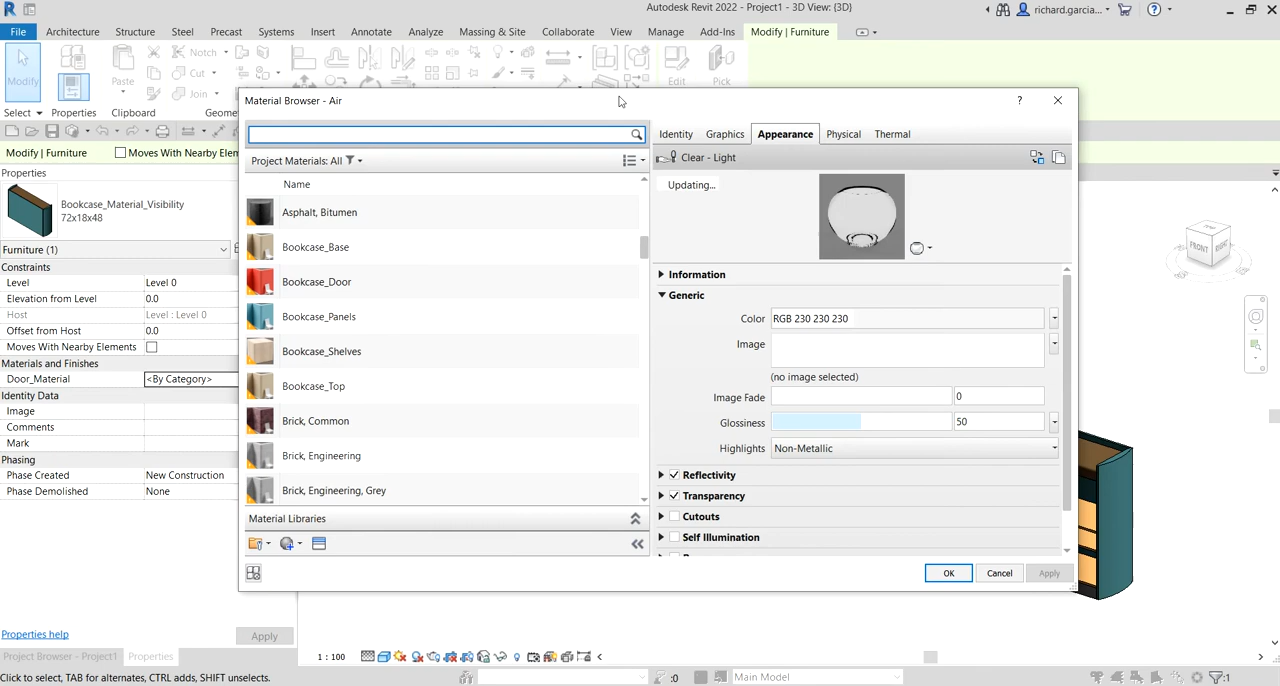 Autodesk Revit 2022 - Project1 - 3D View: {3D}
richard.garcia...
File Architecture Structure Steel Precast Systems Insert Annotate Analyze Massing & Site Collaborate View Manage Add-Ins Modify | Furniture
Modify
Paste
Notch
Cut
Join
Edit
Pick
Select Properties Clipboard Geome
Modify | Furniture Moves With Nearby Elem
Properties
Bookcase_Material_Visibility
72x18x48
Furniture (1)
Constraints
Level Level 0
Elevation from Level 0.0
Host Level : Level 0
Offset from Host 0.0
Moves With Nearby Elements
Materials and Finishes
Door_Material <By Category>
Identity Data
Image
Comments
Mark
Phasing
Phase Created New Construction
Phase Demolished None
Properties help
Apply
Project Browser - Project1 Properties
Click to select, TAB for alternates, CTRL adds, SHIFT unselects.
Material Browser - Air
?
Project Materials: All
Name
Asphalt, Bitumen
Bookcase_Base
Bookcase_Door
Bookcase_Panels
Bookcase_Shelves
Bookcase_Top
Brick, Common
Brick, Engineering
Brick, Engineering, Grey
Material Libraries
Identity Graphics Appearance Physical Thermal
Clear - Light
Updating...
Information
Generic
Color RGB 230 230 230
Image
(no image selected)
Image Fade 0
Glossiness 50
Highlights Non-Metallic
Reflectivity
Transparency
Cutouts
Self Illumination
OK Cancel Apply
FRONT RIGHT
1 : 100
:0
Main Model
:1